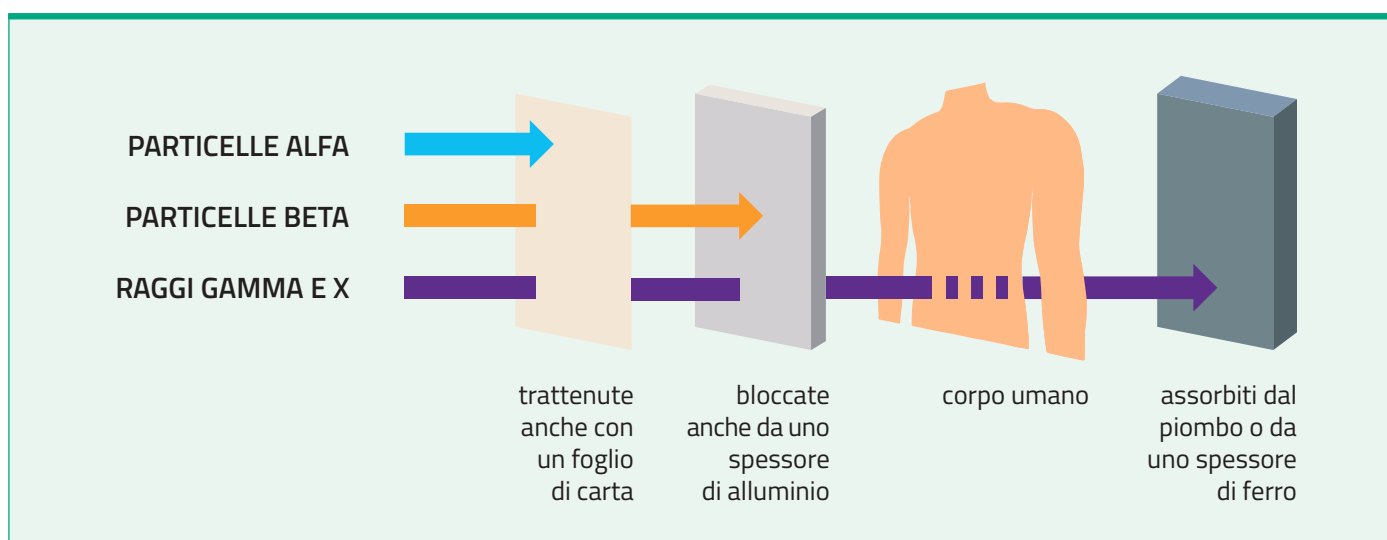 PARTICELLE ALFA
PARTICELLE BETA
RAGGI GAMMA E X
trattenute
anche con
un foglio
di carta
bloccate
anche da uno
spessore
di alluminio
corpo umano
assorbiti dal
piombo o da
uno spessore
di ferro